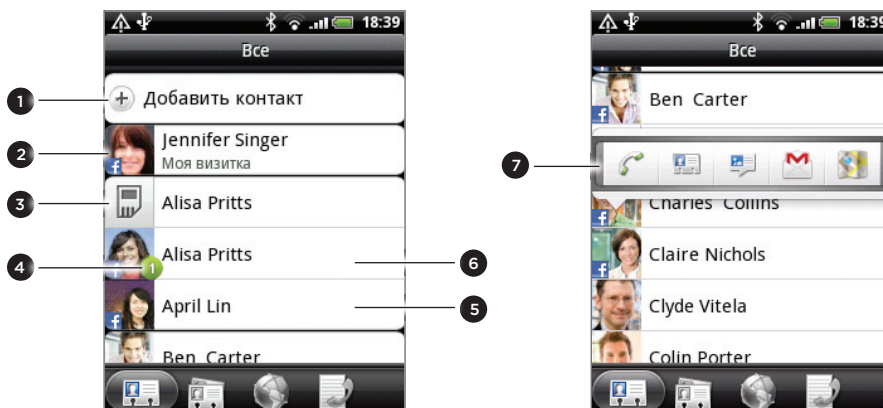 18:39
Все
1
Добавить контакт
2
Jennifer Singer
Моя визитка
3
Alisa Pritts
4
1
Alisa Pritts
6
April Lin
5
Ben Carter
18:39
Все
Ben Carter
7
Charles Collins
Claire Nichols
Clyde Vitela
Colin Porter